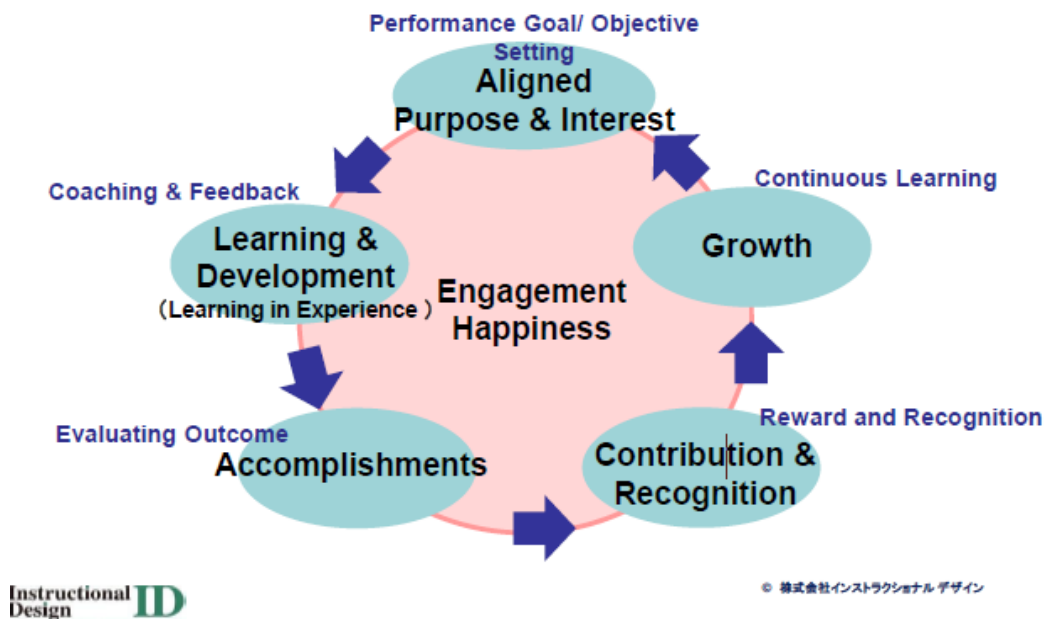 Performance Goal/ Objective
Setting
Aligned
Purpose & Interest
Coaching & Feedback
Learning &
Development
（Learning in Experience ）
Evaluating Outcome
Accomplishments
Reward and Recognition
Contribution &
Recognition
Continuous Learning
Growth
Engagement
Happiness
Instructional
Design
ID
© 株式会社インストラクショナル デザイン